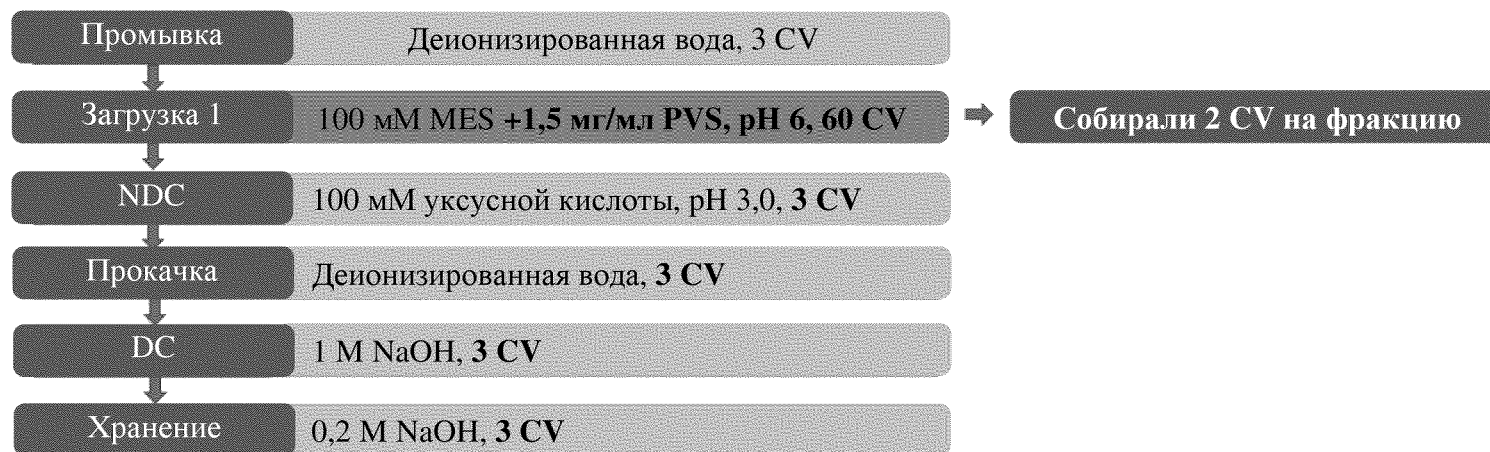 Промывка Деионизированная вода, 3 CV
Загрузка 1 100 мМ MES +1,5 мг/мл PVS, pH 6, 60 CV Собирали 2 CV на фракцию
NDC 100 мМ уксусной кислоты, pH 3,0, 3 CV
Прокачка Деионизированная вода, 3 CV
DC 1 М NaOH, 3 CV
Хранение 0,2 М NaOH, 3 CV